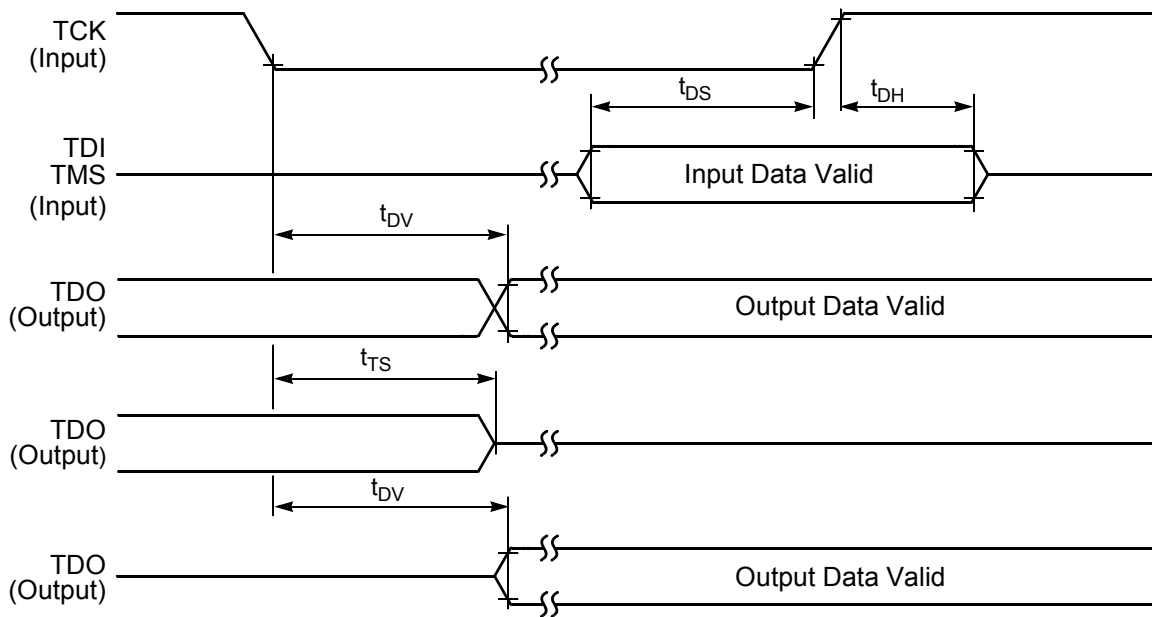 TCK
(Input)
tDS
tDH
TDI
TMS
(Input)
Input Data Valid
tDV
TDO
(Output)
Output Data Valid
tTS
TDO
(Output)
tDV
TDO
(Output)
Output Data Valid